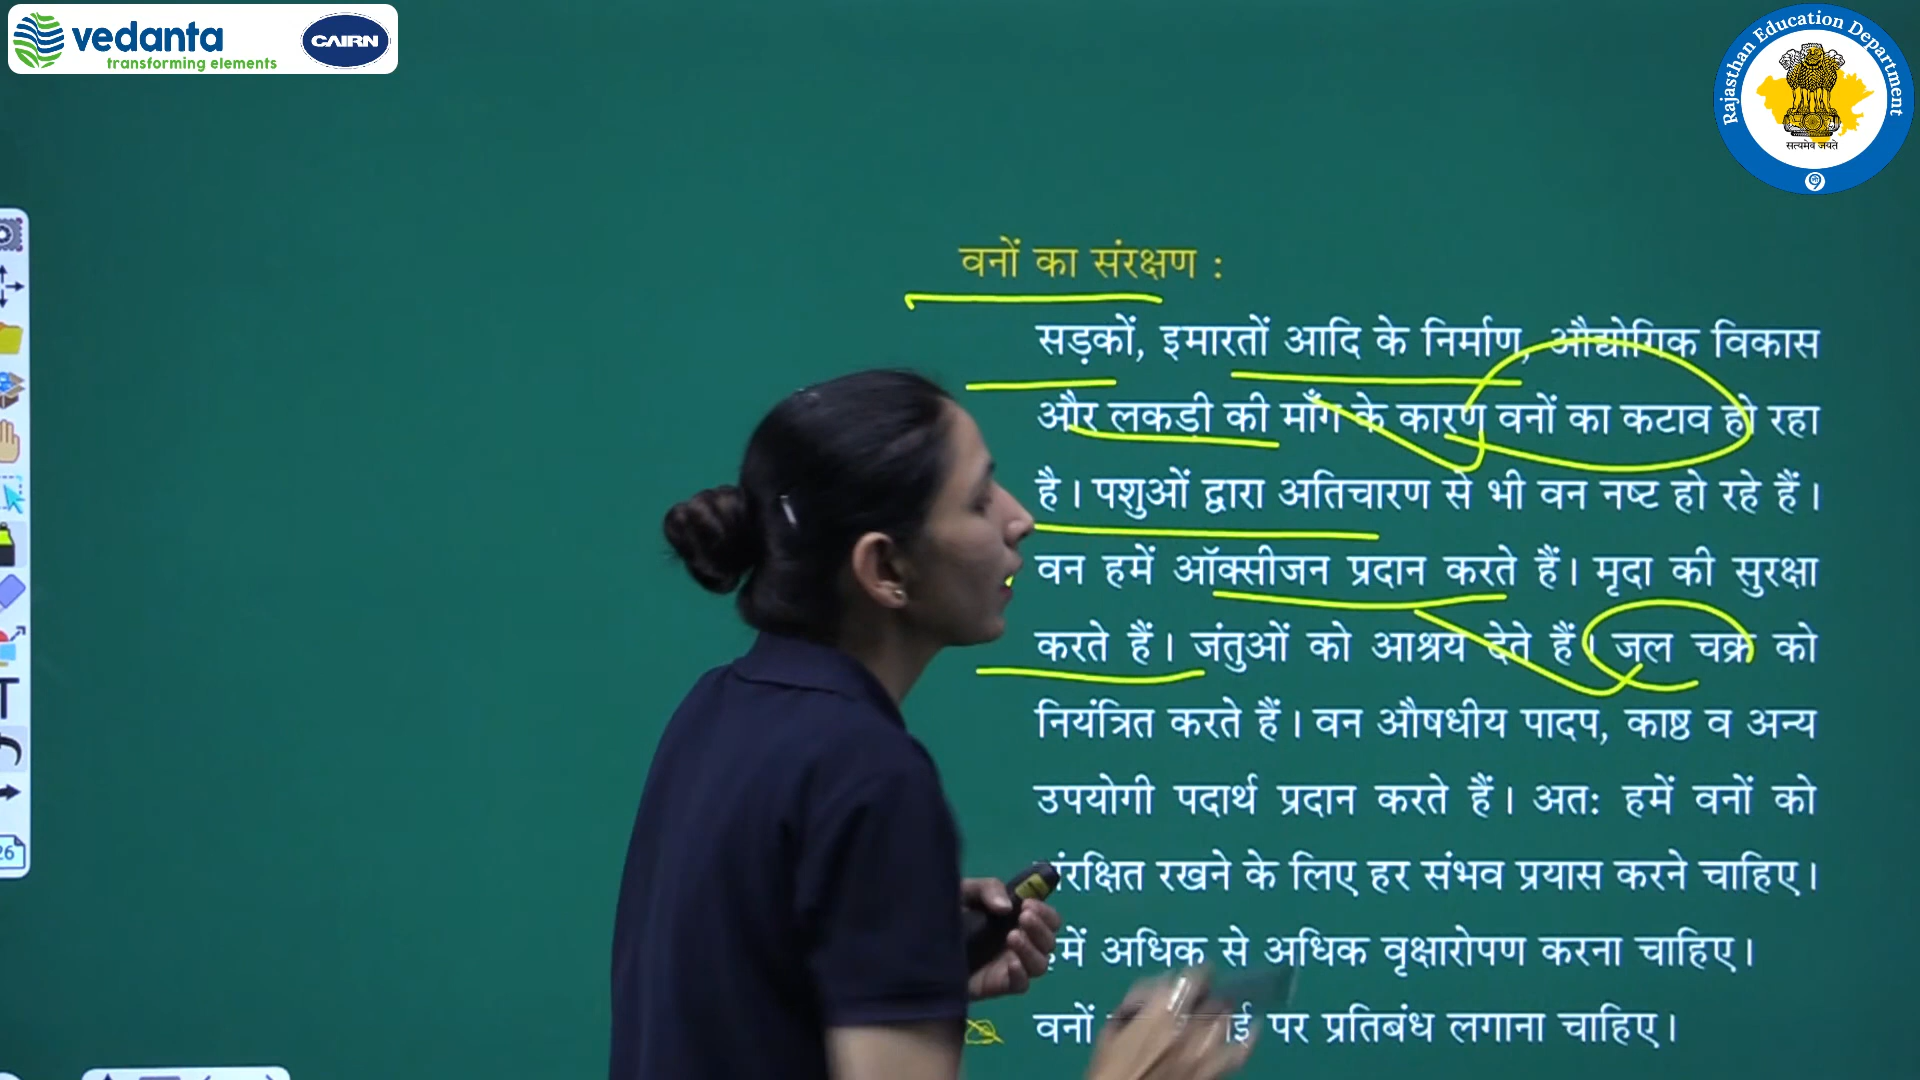 vedanta
transforming elements
CAIRN
Rajasthan Education Department
सत्यमेव जयते
वनों का संरक्षण :
सड़कों, इमारतों आदि के निर्माण, औद्योगिक विकास
और लकड़ी की माँग के कारण वनों का कटाव हो रहा
है। पशुओं द्वारा अतिचारण से भी वन नष्ट हो रहे हैं।
वन हमें ऑक्सीजन प्रदान करते हैं। मृदा की सुरक्षा
करते हैं। जंतुओं को आश्रय देते हैं। जल चक्र को
नियंत्रित करते हैं। वन औषधीय पादप, काष्ठ व अन्य
उपयोगी पदार्थ प्रदान करते हैं। अतः हमें वनों को
रखने के लिए हर संभव प्रयास करने चाहिए।
अधिक से अधिक वृक्षारोपण करना चाहिए।
वनों पर प्रतिबंध लगाना चाहिए।
26